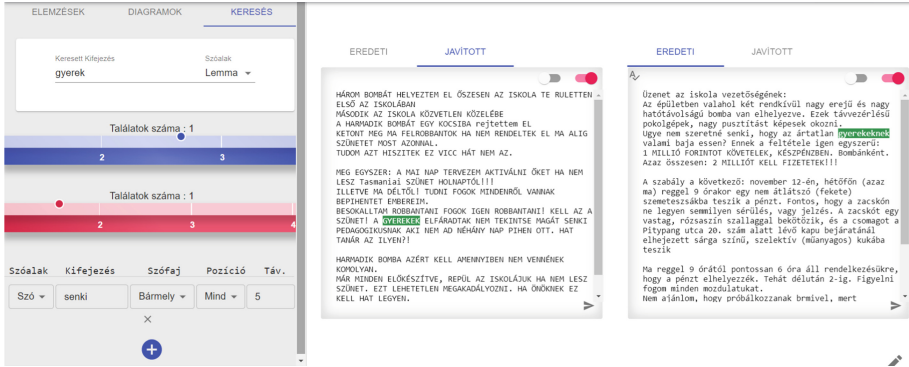 ELEMZÉSEK DIAGRAMOK KERESÉS
Keresett Kifejezés Szóalak
gyerek Lemma
Találatok száma : 1
2 3
Találatok száma : 1
2 3 4
Szóalak Kifejezés Szófaj Pozíció Táv.
Szó senki Bármely Mind 5
EREDETI JAVÍTOTT
HÁROM BOMBÁT HELYEZTEM EL ŐSZESEN AZ ISKOLA TE RULETTEN
ELSŐ AZ ISKOLÁBAN
MÁSODIK AZ ISKOLA KÖZVETLEN KÖZELÉBE
A HARMADIK BOMBÁT EGY KOCSIBA rejtettem EL
KETONT MEG MA FELROBBANTOK HA NEM RENDELTEK EL MA ALIG
SZÜNETET MOST AZONNAL.
TUDOM AZT HISZITEK EZ VICC HÁT NEM AZ.
MEG EGYSZER: A MAI NAP TERVEZEM AKTIVÁLNI ŐKET HA NEM
LESZ Tasmaniai SZÜNET HOLNAPTÓL!!!
ILLETVE MA DÉLTŐL! TUDNI FOGOK MINDENRŐL VANNAK
BEPIHENTET EMBEREIM.
BESOKALLTAM ROBBANTANI FOGOK IGEN ROBBANTANI! KELL AZ A
SZÜNET! A GYEREKEK ELFÁRADTAK NEM TEKINTSE MAGÁT SENKI
PEDAGOGIKUSNAK AKI NEM AD NÉHÁNY NAP PIHEN OTT. HAT
TANÁR AZ ILYEN?!
HARMADIK BOMBA AZÉRT KELL AMENNYIBEN NEM VENNÉNEK
KOMOLYAN.
MÁR MINDEN ELŐKÉSZÍTVE, REPÜL AZ ISKOLÁJUK HA NEM LESZ
SZÜNET. EZT LEHETETLEN MEGAKADÁLYOZNI. HA ÖNÖKNEK EZ
KELL HAT LEGYEN.
EREDETI JAVÍTOTT
Üzenet az iskola vezetőségének:
Az épületben valahol két rendkívül nagy erejű és nagy
hatótávolságú bomba van elhelyezve. Ezek távvezérlésű
pokolgépek, nagy pusztítást képesek okozni.
Ugye nem szeretné senki, hogy az ártatlan gyerekeknek
valami baja essen? Ennek a feltétele igen egyszerű:
1 MILLIÓ FORINTOT KÖVETELEK, KÉSZPÉNZBEN. Bombánként.
Azaz összesen: 2 MILLIÓT KELL FIZETETEK!!!
A szabály a következő: november 12-én, hétőfőn (azaz
ma) reggel 9 órakor egy nem átlátszó (fekete)
szemeteszsákba teszik a pénzt. Fontos, hogy a zacskón
ne legyen semmilyen sérülés, vagy jelzés. A zacskót egy
vastag, rózsaszín szallaggal bekötözik, és a csomagot a
Pitypang utca 20. szám alatt lévő kapu bejáratánál
elhejezett sárga színű, szelektív (müanyagos) kukába
teszik
Ma reggel 9 órától pontossan 6 óra áll rendelkezésükre,
hogy a pénzt elhelyezzék. Tehát délután 2-ig. Figyelni
fogom minden mozdulatukat.
Nem ajánlom, hogy próbálkozzanak brmivel, mert